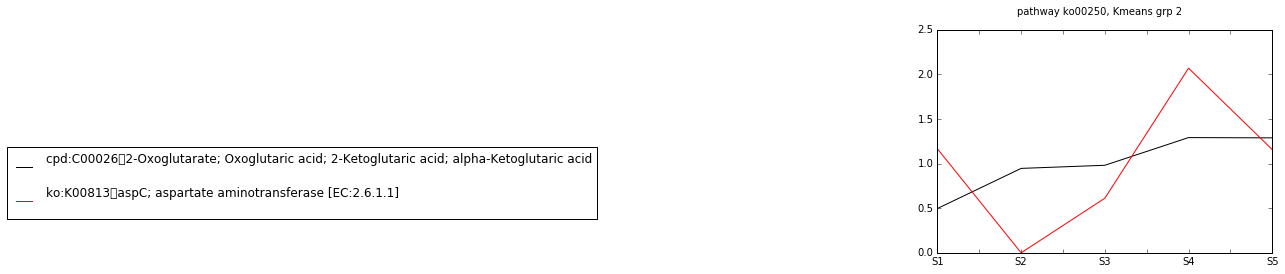 pathway ko00250, Kmeans grp 2
2.5
2.0
1.5
1.0
0.5
0.0
S1 S2 S3 S4 S5
cpd:C00026▯2-Oxoglutarate; Oxoglutaric acid; 2-Ketoglutaric acid; alpha-Ketoglutaric acid
ko:K00813▯aspC; aspartate aminotransferase [EC:2.6.1.1]